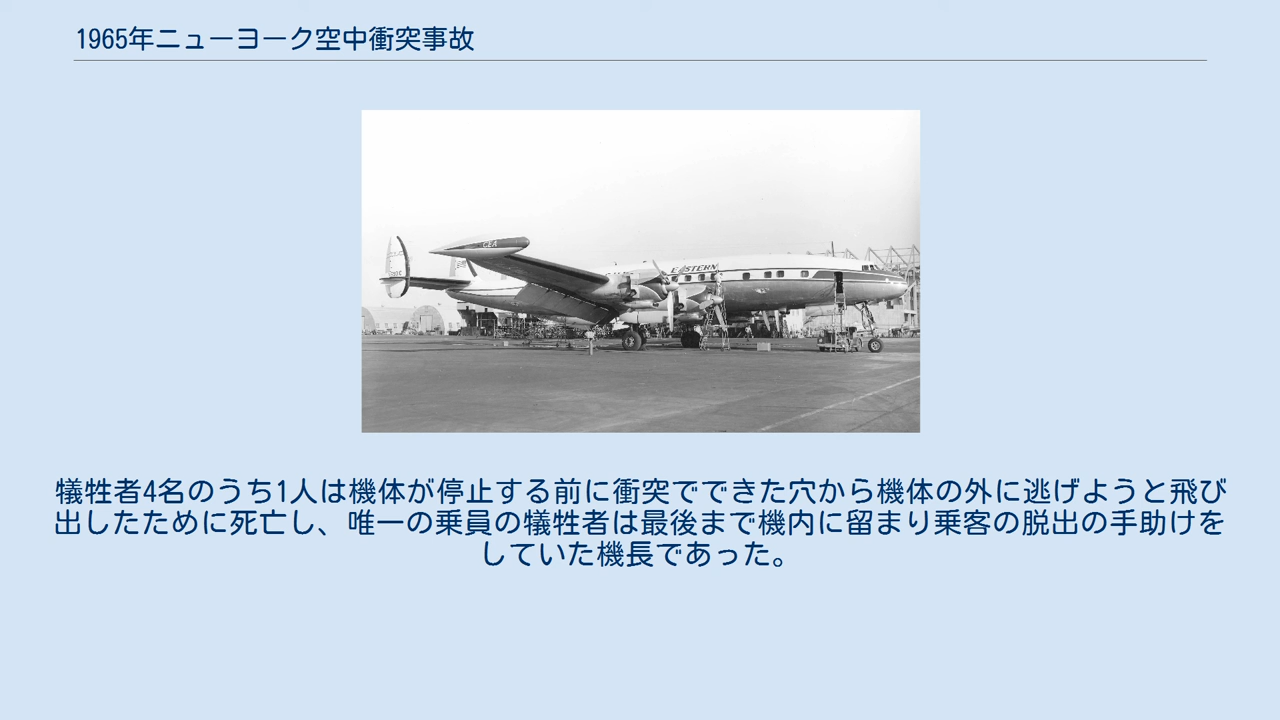 1965年ニューヨーク空中衝突事故
CEA
EASTERN
犠牲者4名のうち1人は機体が停止する前に衝突でできた穴から機体の外に逃げようと飛び
出したために死亡し、唯一の乗員の犠牲者は最後まで機内に留まり乗客の脱出の手助けを
していた機長であった。